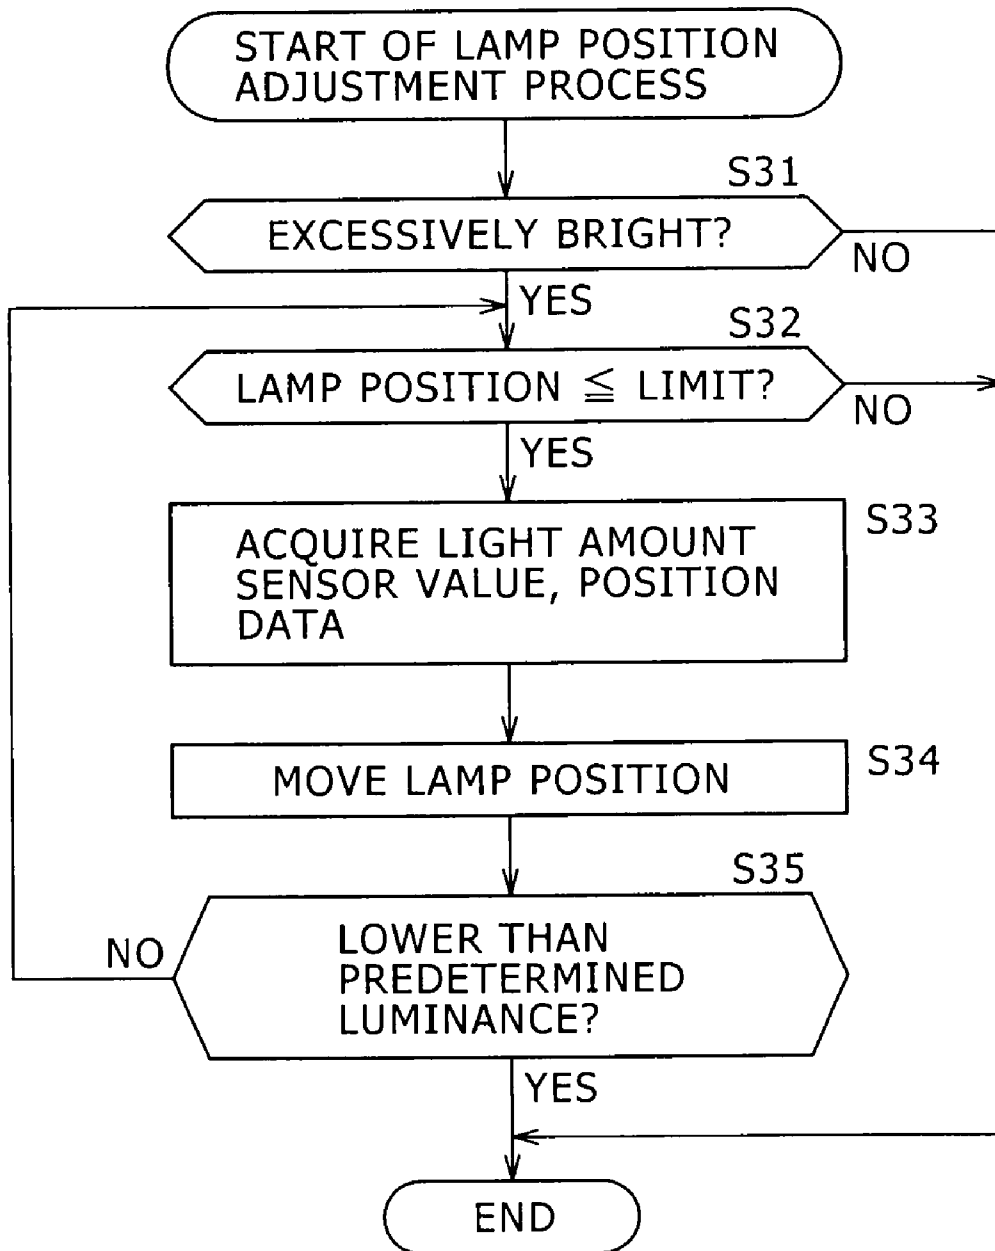 START OF LAMP POSITION
ADJUSTMENT PROCESS
S31
EXCESSIVELY BRIGHT?
NO
YES
S32
LAMP POSITION ≦ LIMIT?
NO
YES
S33
ACQUIRE LIGHT AMOUNT
SENSOR VALUE, POSITION
DATA
S34
MOVE LAMP POSITION
S35
NO
LOWER THAN
PREDETERMINED
LUMINANCE?
YES
END